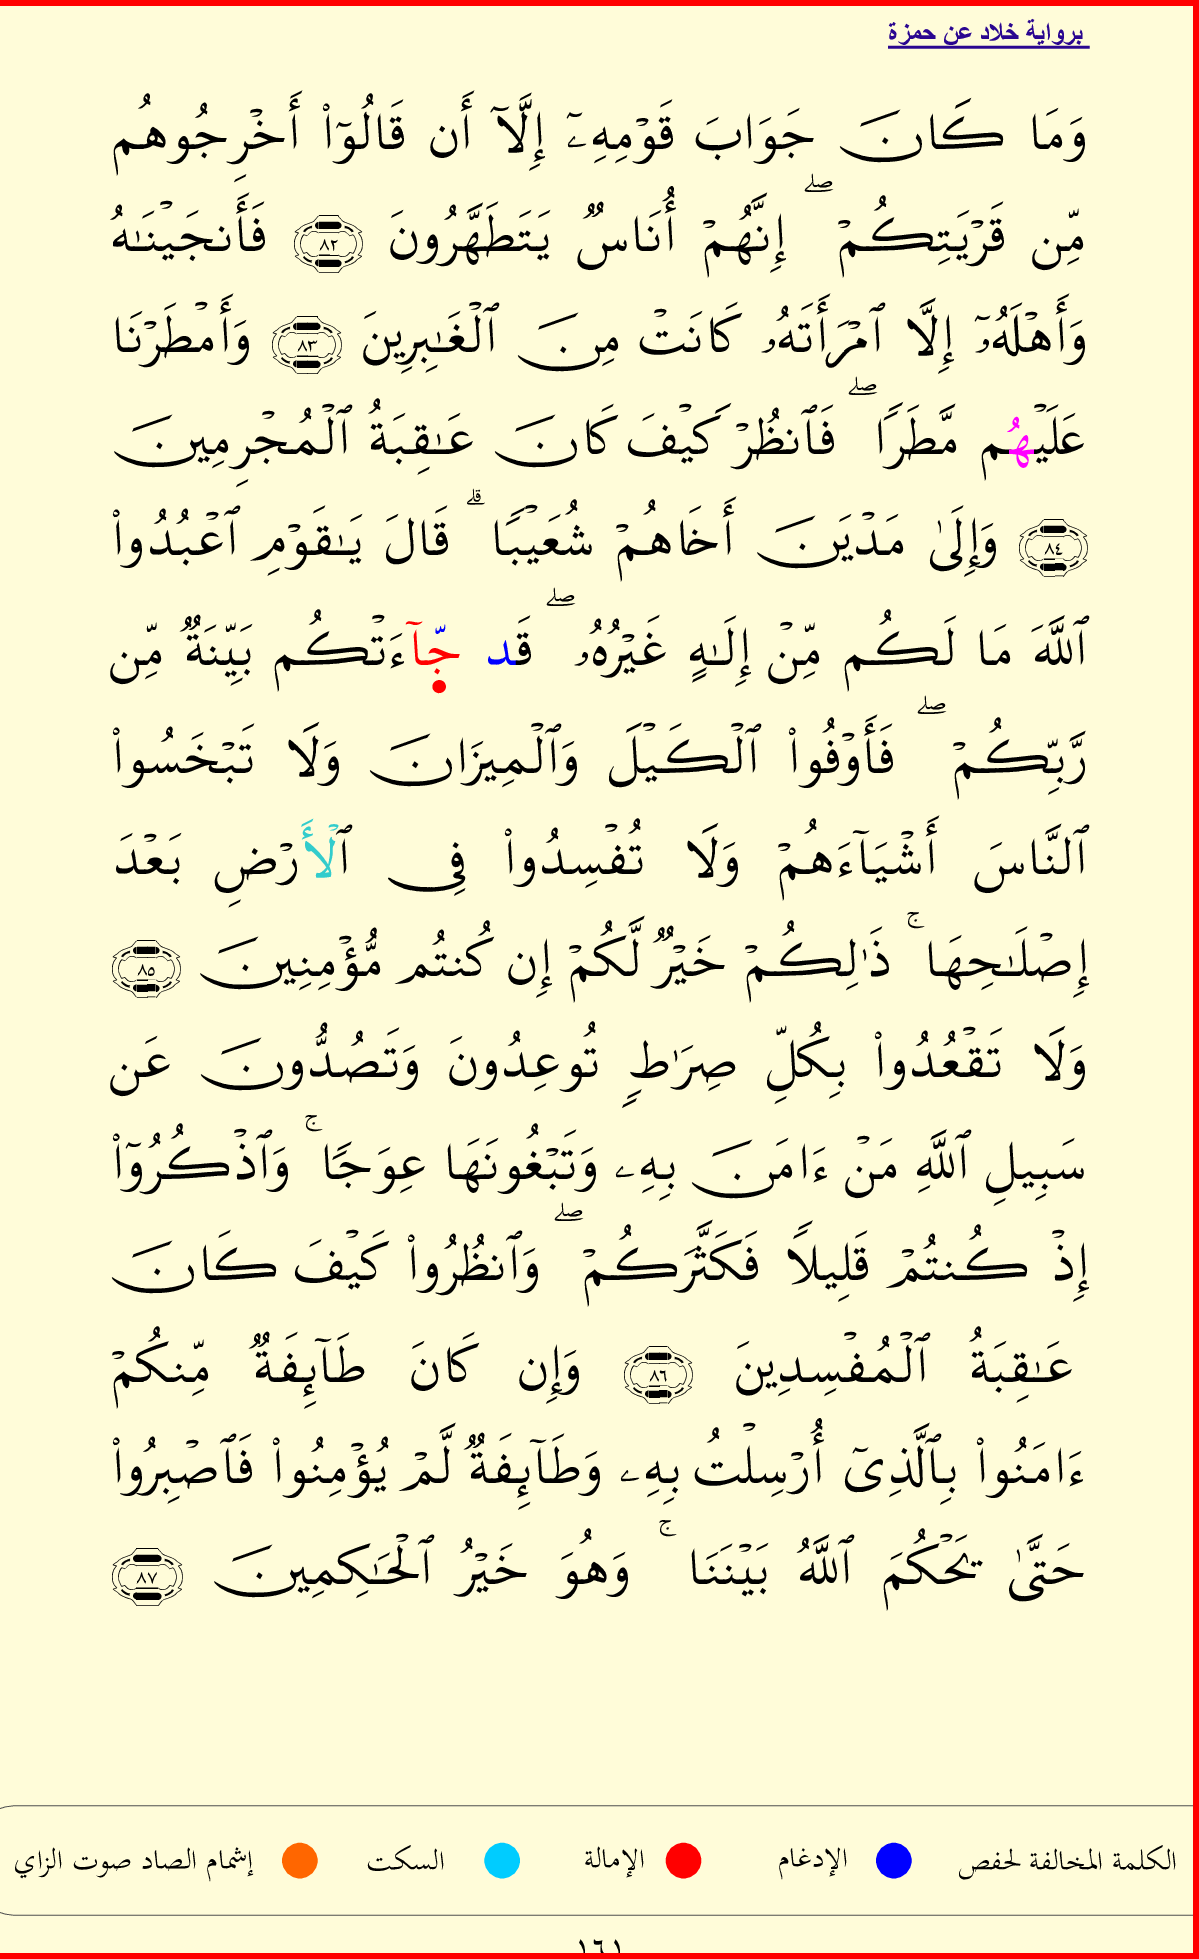 برواية خلاد عن حمزة
وَمَا كَانَ جَوَابَ قَوۡمِهِۦٓ إِلَّآ أَن قَالُوٓاْ أَخۡرِجُوهُم
مِّن قَرۡيَتِكُمۡۖ إِنَّهُمۡ أُنَاسٞ يَتَطَهَّرُونَ ٨٢ فَأَنجَيۡنَٰهُ
وَأَهۡلَهُۥٓ إِلَّا ٱمۡرَأَتَهُۥ كَانَتۡ مِنَ ٱلۡغَٰبِرِينَ ٨٣ وَأَمۡطَرۡنَا
عَلَيۡهُم مَّطَرٗاۖ فَٱنظُرۡ كَيۡفَ كَانَ عَٰقِبَةُ ٱلۡمُجۡرِمِينَ
٨٤ وَإِلَىٰ مَدۡيَنَ أَخَاهُمۡ شُعَيۡبٗاۗ قَالَ يَٰقَوۡمِ ٱعۡبُدُواْ
ٱللَّهَ مَا لَكُم مِّنۡ إِلَٰهٍ غَيۡرُهُۥۖ قَد جَّآءَتۡكُم بَيِّنَةٞ مِّن
رَّبِّكُمۡۖ فَأَوۡفُواْ ٱلۡكَيۡلَ وَٱلۡمِيزَانَ وَلَا تَبۡخَسُواْ
ٱلنَّاسَ أَشۡيَآءَهُمۡ وَلَا تُفۡسِدُواْ فِي ٱلۡأَرۡضِ بَعۡدَ
إِصۡلَٰحِهَاۚ ذَٰلِكُمۡ خَيۡرٞ لَّكُمۡ إِن كُنتُم مُّؤۡمِنِينَ ٨٥
وَلَا تَقۡعُدُواْ بِكُلِّ صِرَٰطٖ تُوعِدُونَ وَتَصُدُّونَ عَن
سَبِيلِ ٱللَّهِ مَنۡ ءَامَنَ بِهِۦ وَتَبۡغُونَهَا عِوَجٗاۚ وَٱذۡكُرُوٓاْ
إِذۡ كُنتُمۡ قَلِيلٗا فَكَثَّرَكُمۡۖ وَٱنظُرُواْ كَيۡفَ كَانَ
عَٰقِبَةُ ٱلۡمُفۡسِدِينَ ٨٦ وَإِن كَانَ طَآئِفَةٞ مِّنكُمۡ
ءَامَنُواْ بِٱلَّذِيٓ أُرۡسِلۡتُ بِهِۦ وَطَآئِفَةٞ لَّمۡ يُؤۡمِنُواْ فَٱصۡبِرُواْ
حَتَّىٰ يَحۡكُمَ ٱللَّهُ بَيۡنَنَاۚ وَهُوَ خَيۡرُ ٱلۡحَٰكِمِينَ ٨٧
الكلمة المخالفة لحفص الإدغام الإمالة السكت إشمام الصاد صوت الزاي
١٦١